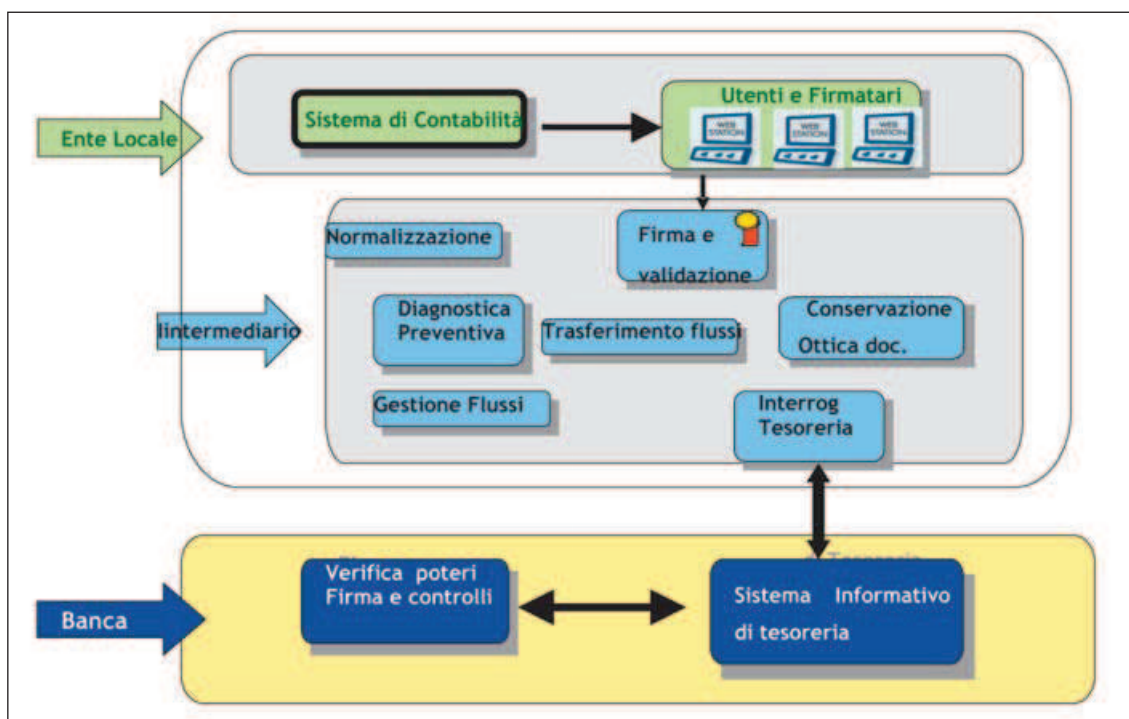 Utenti e Firmatari
Sistema di Contabilità
WEB
STATION
WEB
STATION
WEB
STATION
Ente Locale
Normalizzazione
Firma e
validazione
Diagnostica
Preventiva
Trasferimento flussi
Conservazione
Ottica doc.
Iintermediario
Gestione Flussi
Interrog
Tesoreria
Verifica poteri
Firma e controlli
Sistema Informativo
di tesoreria
Banca